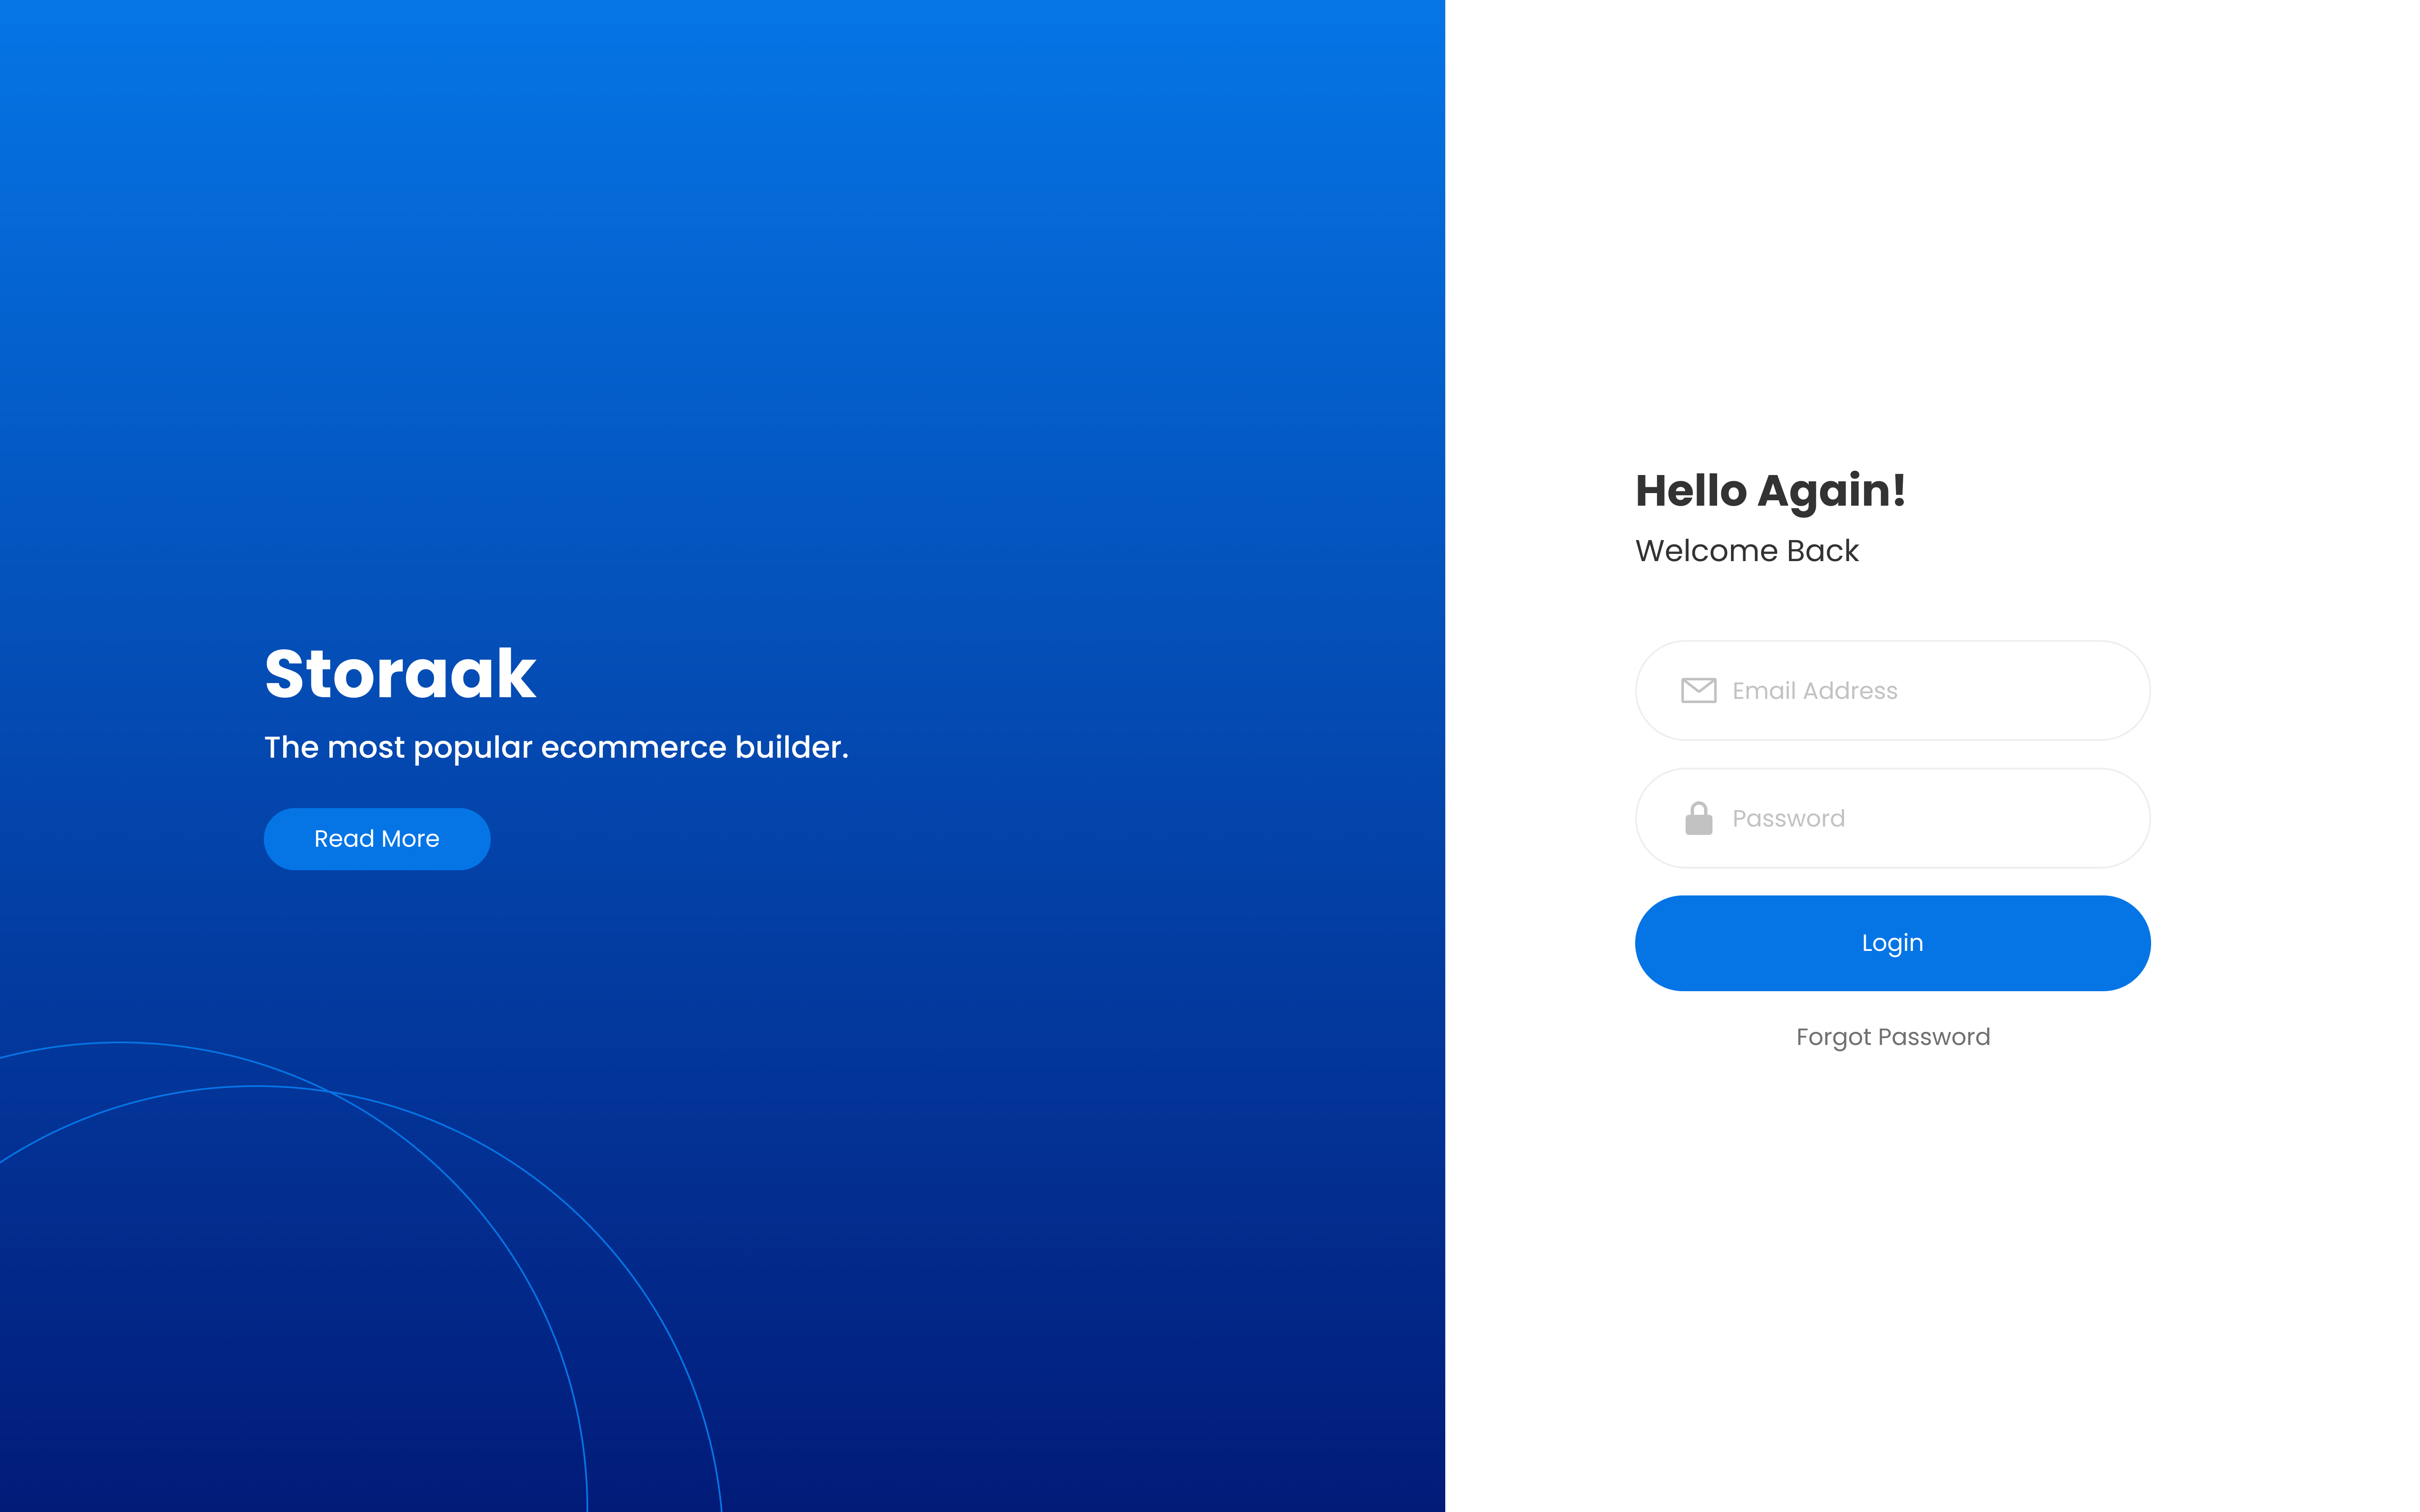 Storaak
The most popular ecommerce builder.
Read More
Hello Again!
Welcome Back
Email Address
Password
Login
Forgot Password